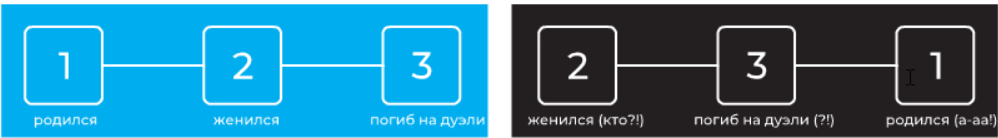 1 2 3
родился женился погиб на дуэли
2 3 1
женился (кто?!) погиб на дуэли (?!) родился (а-аа!)